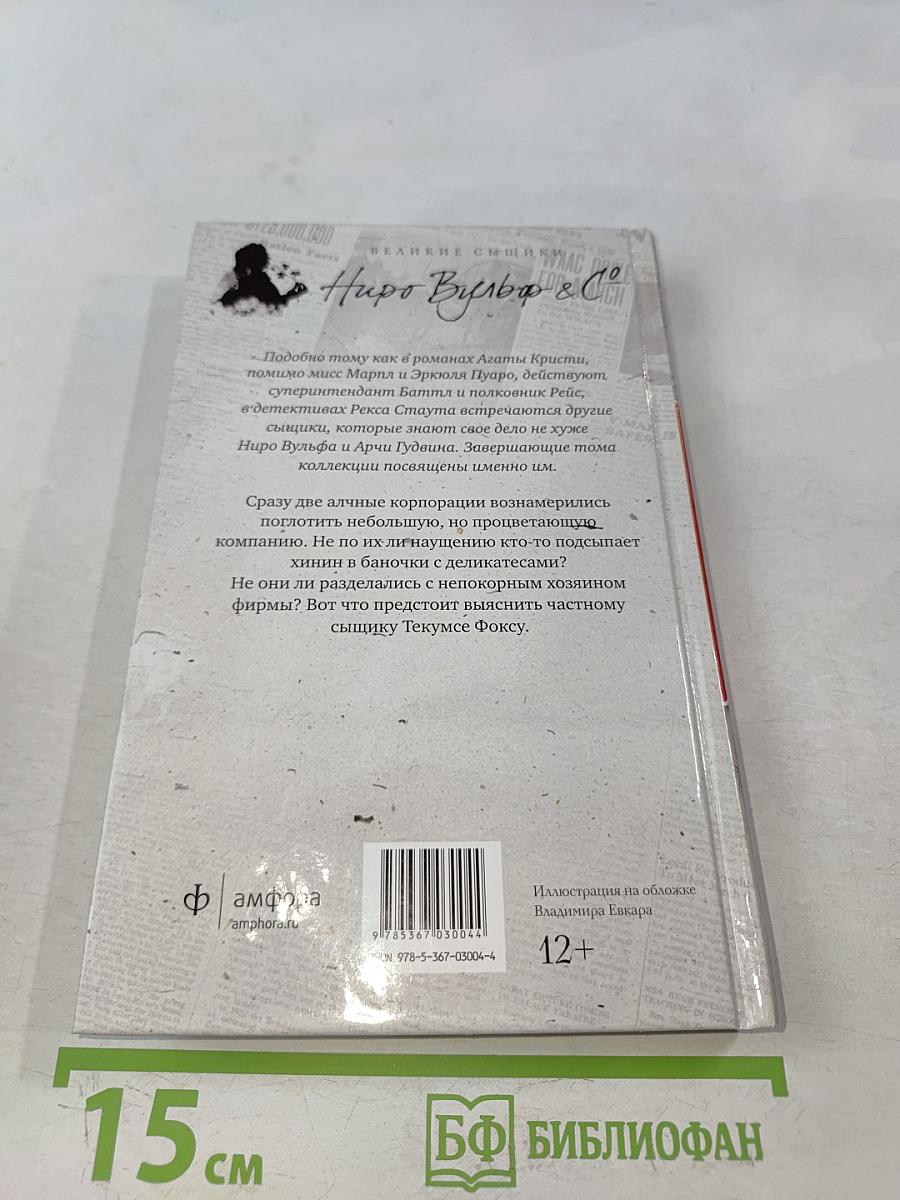 $125,000,000
ВЕЛИКИЕ СЫЩИКИ
Ниро Вульф & Cº
Подобно тому как в романах Агаты Кристи,
помимо мисс Марпл и Эркюля Пуаро, действуют
суперинтендант Баттл и полковник Рейс,
в детективах Рекса Стаута встречаются другие
сыщики, которые знают свое дело не хуже
Ниро Вульфа и Арчи Гудвина. Завершающие тома
коллекции посвящены именно им.
Сразу две алчные корпорации вознамерились
поглотить небольшую, но процветающую
компанию. Не по их ли наущению кто-то подсыпает
хинин в баночки с деликатесами?
Не они ли разделались с непокорным хозяином
фирмы? Вот что предстоит выяснить частному
сыщику Текумсе Фоксу.
Ф амфора
amphora.ru
9 785367 030044
ISBN 978-5-367-03004-4
Иллюстрация на обложке
Владимира Евкара
12+
15 см
БФ БИБЛИОФАН